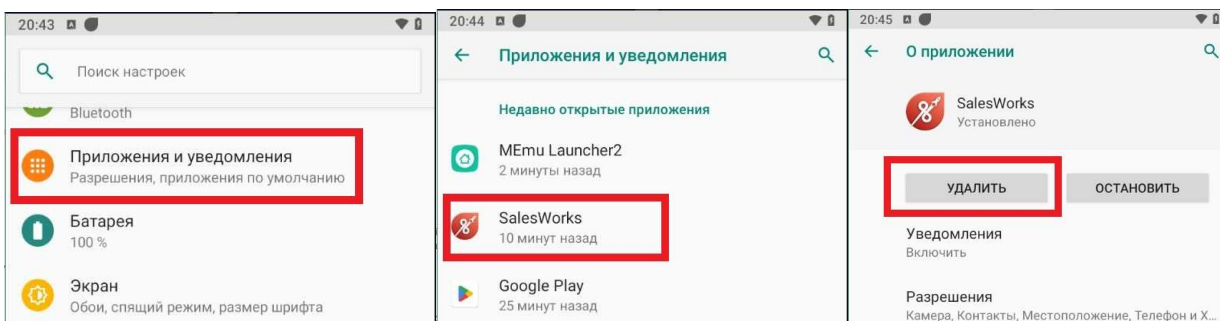 20:43
Поиск настроек
Bluetooth
Приложения и уведомления
Разрешения, приложения по умолчанию
Батарея
100 %
Экран
Обои, спящий режим, размер шрифта
20:44
Приложения и уведомления
Недавно открытые приложения
MEmu Launcher2
2 минуты назад
SalesWorks
10 минут назад
Google Play
25 минут назад
20:45
О приложении
SalesWorks
Установлено
УДАЛИТЬ
ОСТАНОВИТЬ
Уведомления
Включить
Разрешения
Камера, Контакты, Местоположение, Телефон и Х...